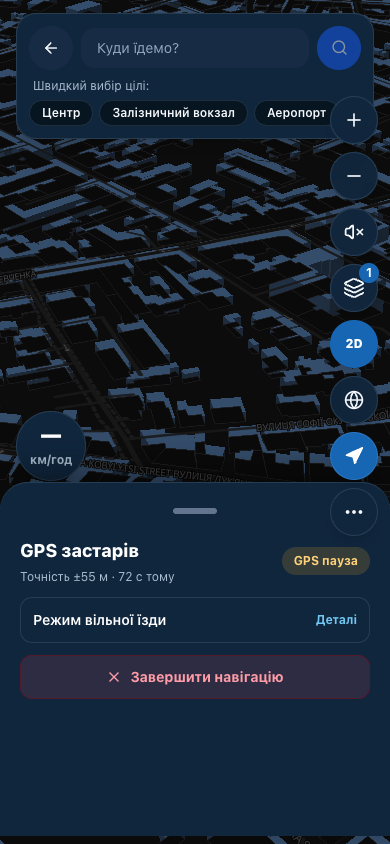 Куди їдемо?
Швидкий вибір цілі:
Центр
Залізничний вокзал
Аеропорт
1
2D
км/год
GPS застарів
Точність ±55 м · 72 с тому
GPS пауза
Режим вільної їзди
Деталі
Завершити навігацію